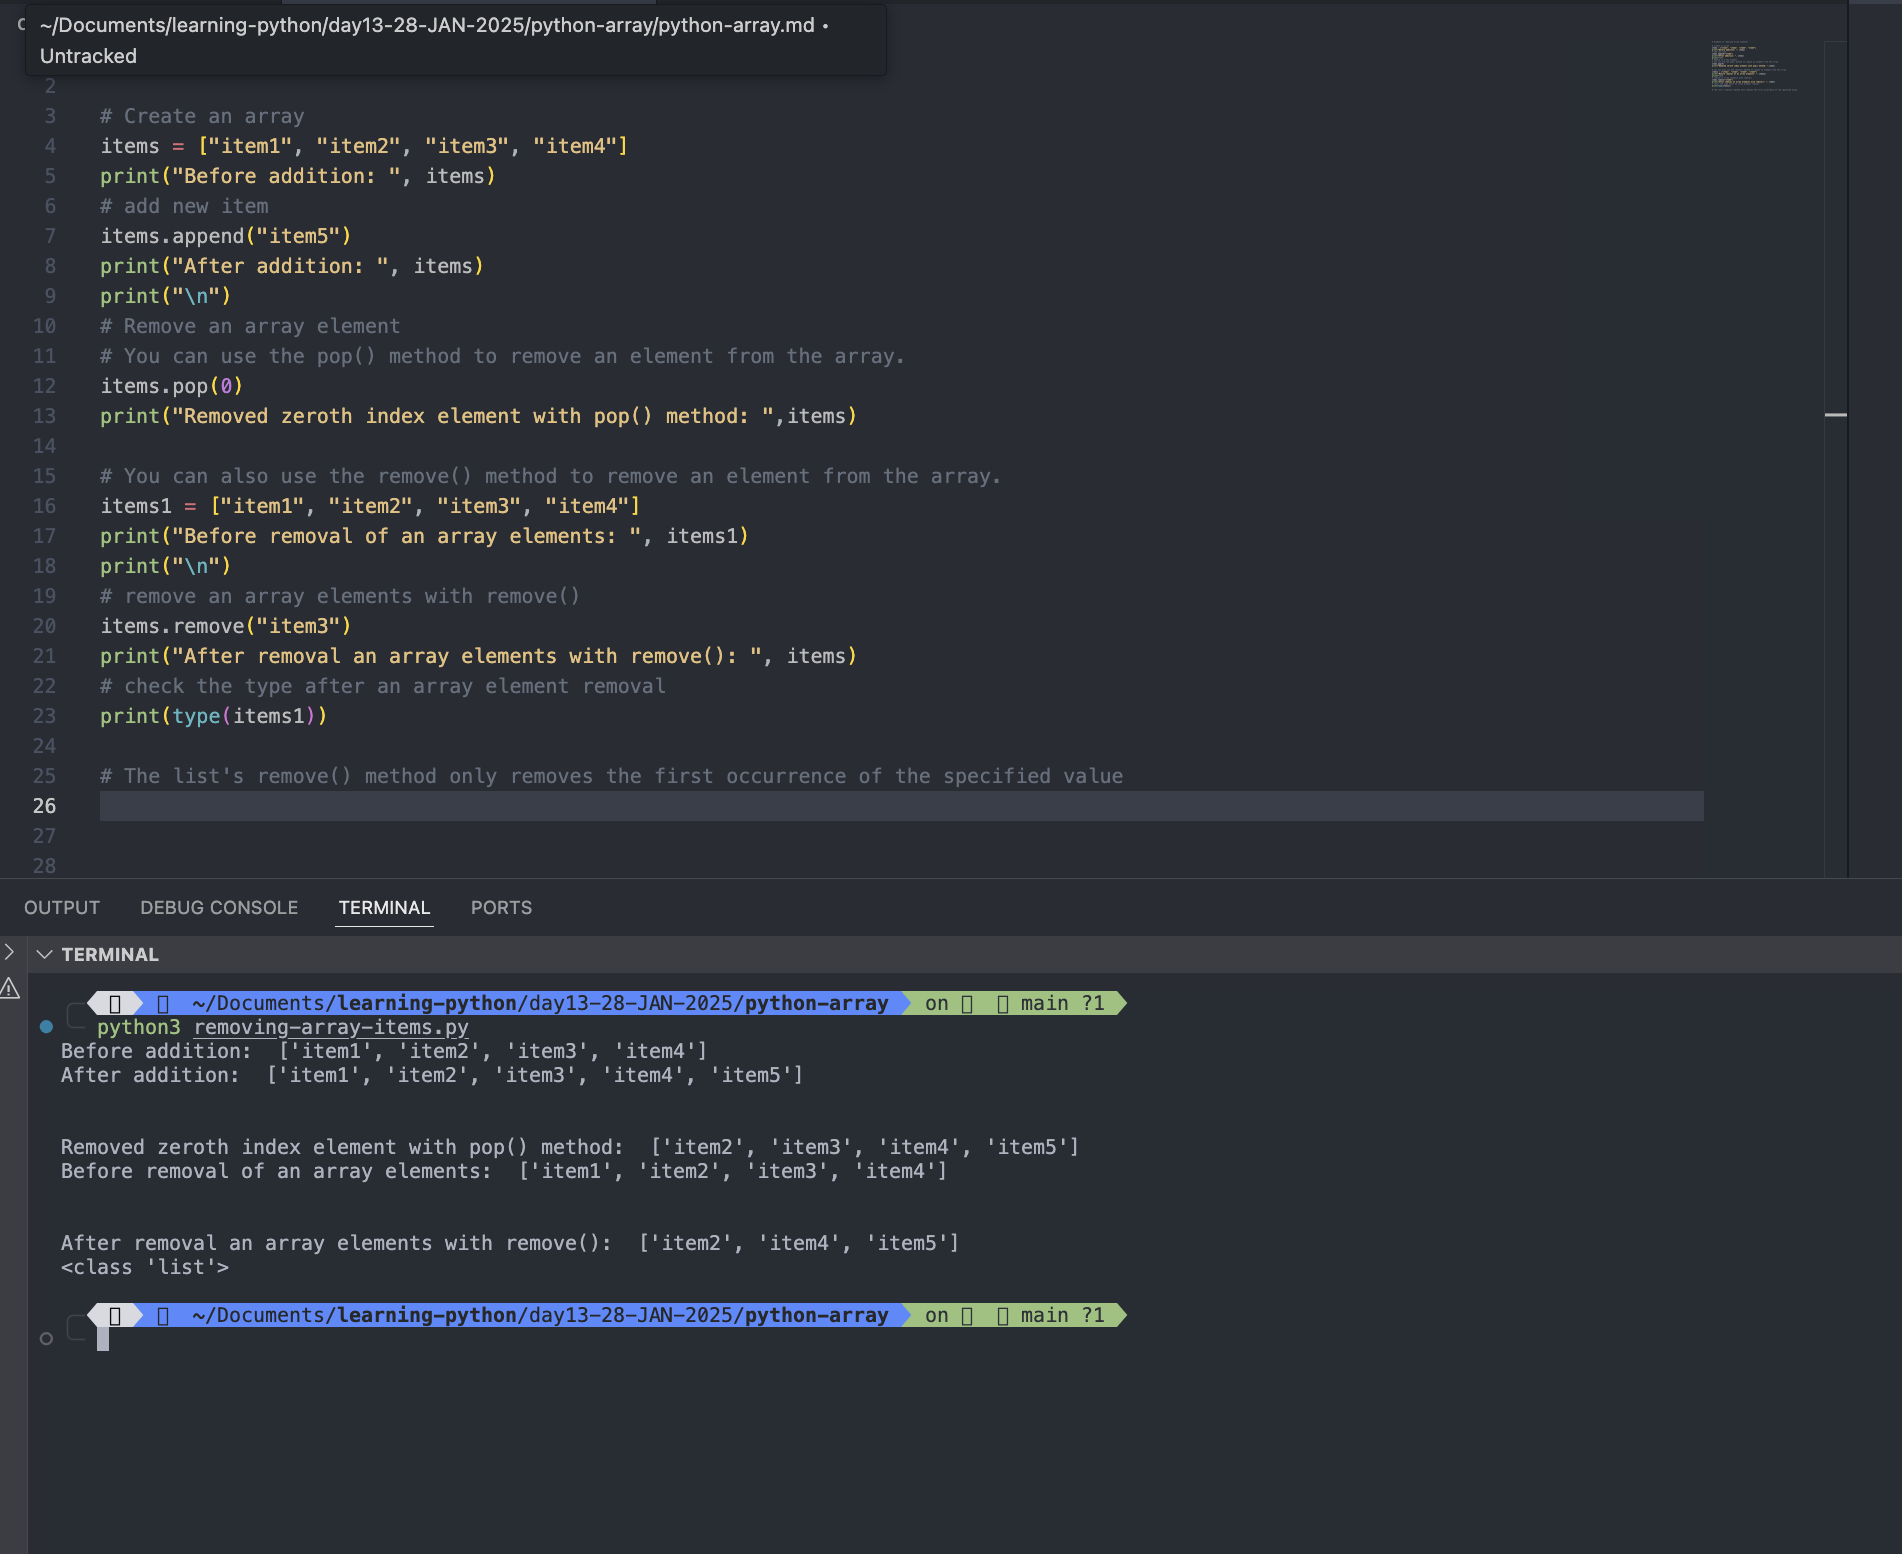 ~/Documents/learning-python/day13-28-JAN-2025/python-array/python-array.md •
Untracked
2
3 # Create an array
4 items = ["item1", "item2", "item3", "item4"]
5 print("Before addition: ", items)
6 # add new item
7 items.append("item5")
8 print("After addition: ", items)
9 print("\n")
10 # Remove an array element
11 # You can use the pop() method to remove an element from the array.
12 items.pop(0)
13 print("Removed zeroth index element with pop() method: ",items)
14
15 # You can also use the remove() method to remove an element from the array.
16 items1 = ["item1", "item2", "item3", "item4"]
17 print("Before removal of an array elements: ", items1)
18 print("\n")
19 # remove an array elements with remove()
20 items.remove("item3")
21 print("After removal an array elements with remove(): ", items)
22 # check the type after an array element removal
23 print(type(items1))
24
25 # The list's remove() method only removes the first occurrence of the specified value
26
27
28
OUTPUT DEBUG CONSOLE TERMINAL PORTS
TERMINAL
~/Documents/learning-python/day13-28-JAN-2025/python-array on main ?1
python3 removing-array-items.py
Before addition:  ['item1', 'item2', 'item3', 'item4']
After addition:  ['item1', 'item2', 'item3', 'item4', 'item5']
Removed zeroth index element with pop() method:  ['item2', 'item3', 'item4', 'item5']
Before removal of an array elements:  ['item1', 'item2', 'item3', 'item4']
After removal an array elements with remove():  ['item2', 'item4', 'item5']
<class 'list'>
~/Documents/learning-python/day13-28-JAN-2025/python-array on main ?1